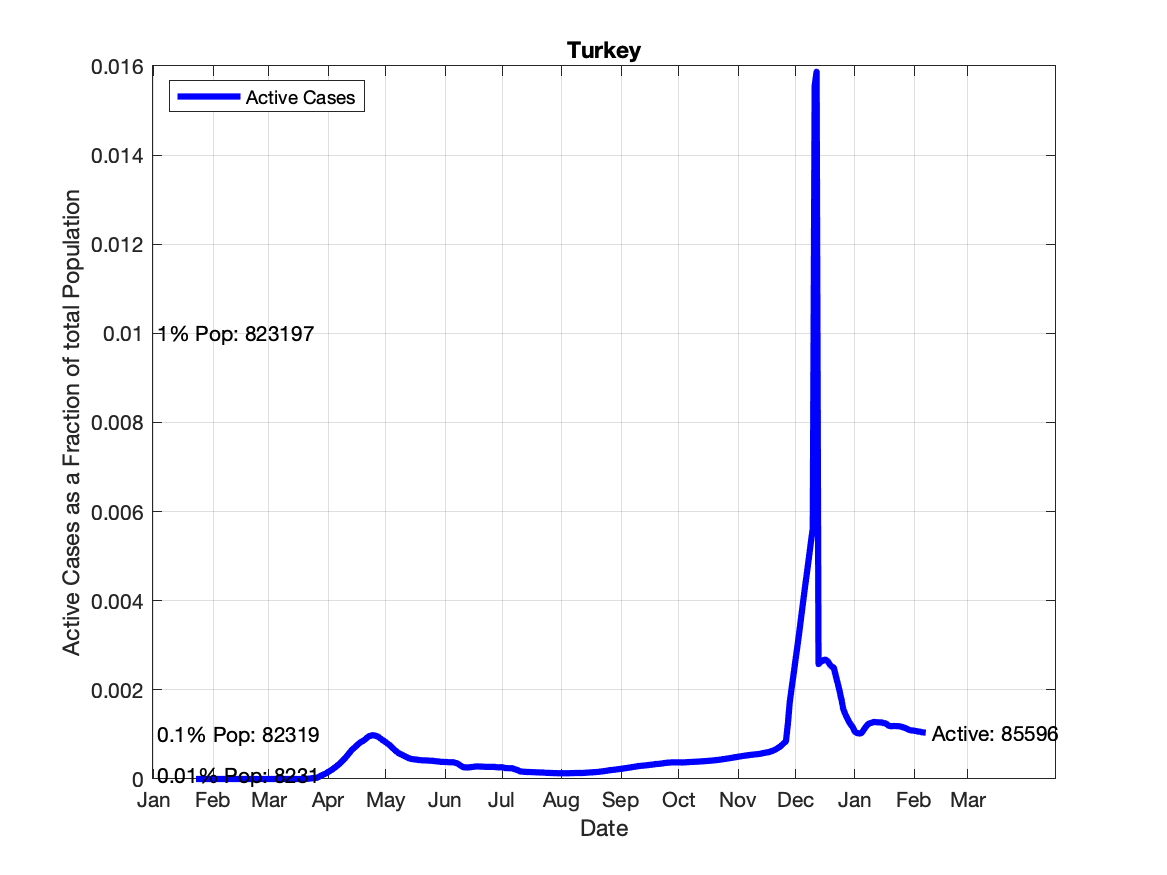 Turkey
Active Cases
0.016
0.014
0.012
0.01
0.008
0.006
0.004
0.002
0
Active Cases as a Fraction of total Population
1% Pop: 823197
0.1% Pop: 82319
0.01% Pop: 8231
Active: 85596
Jan Feb Mar Apr May Jun Jul Aug Sep Oct Nov Dec Jan Feb Mar
Date